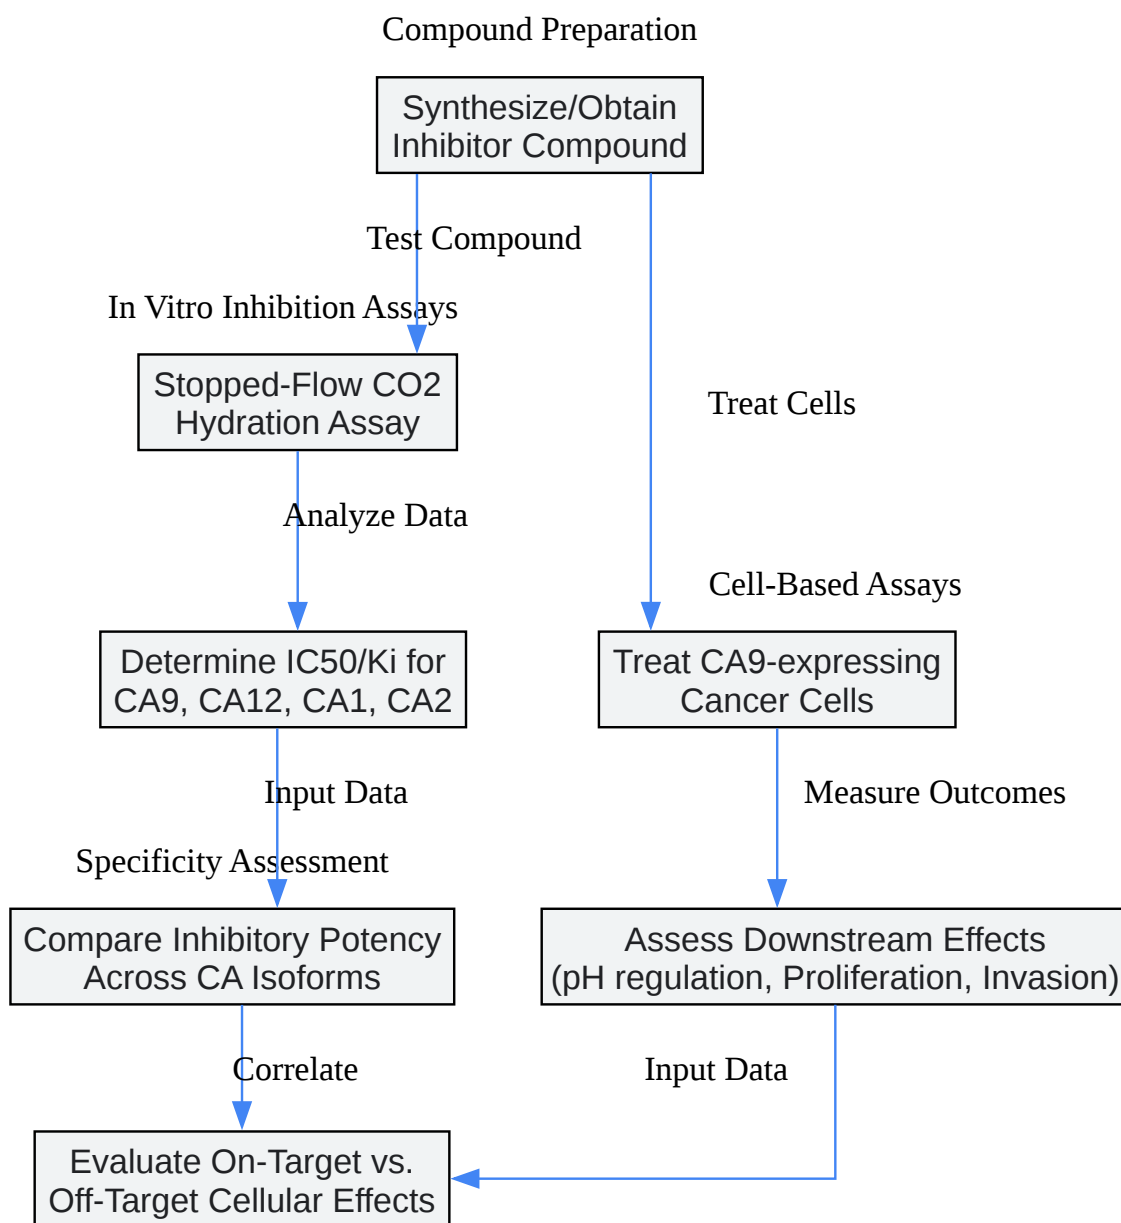 Compound Preparation
Synthesize/Obtain
Inhibitor Compound
Test Compound
In Vitro Inhibition Assays
Stopped-Flow CO2
Hydration Assay
Treat Cells
Analyze Data
Cell-Based Assays
Determine IC50/Ki for
CA9, CA12, CA1, CA2
Treat CA9-expressing
Cancer Cells
Input Data
Measure Outcomes
Specificity Assessment
Compare Inhibitory Potency
Across CA Isoforms
Assess Downstream Effects
(pH regulation, Proliferation, Invasion)
Correlate
Input Data
Evaluate On-Target vs.
Off-Target Cellular Effects